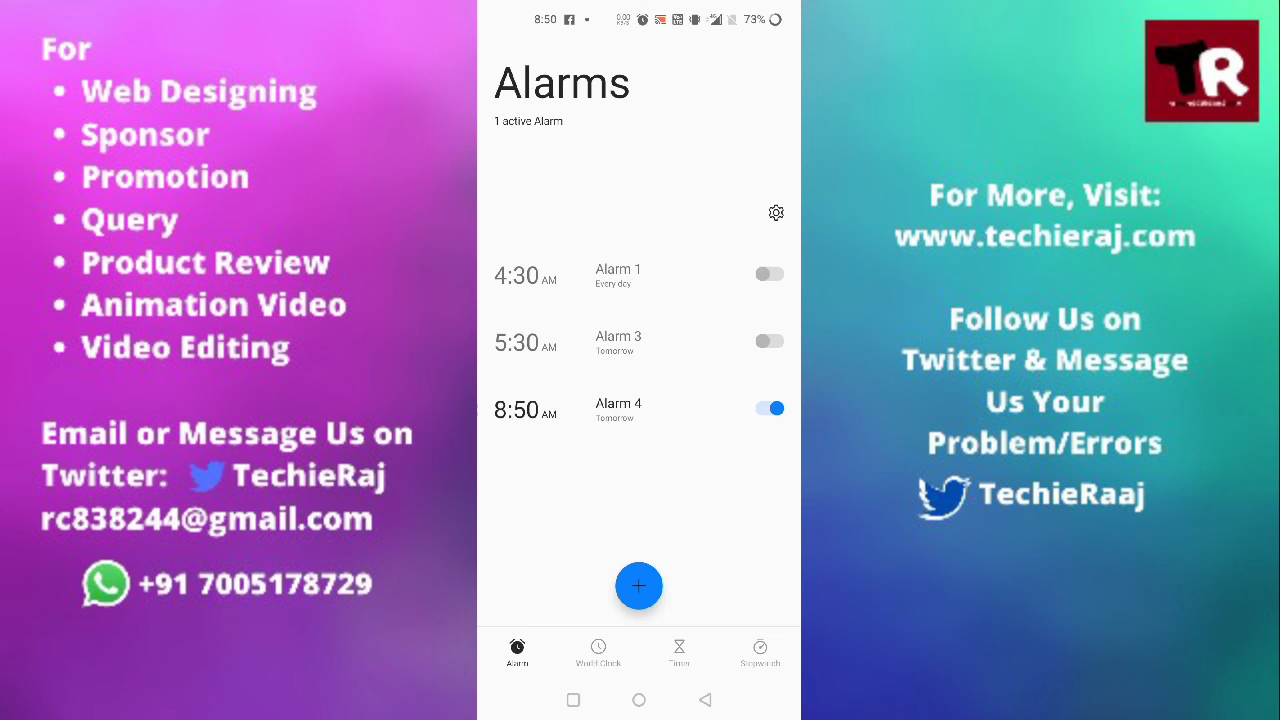 For
• Web Designing
• Sponsor
• Promotion
• Query
• Product Review
• Animation Video
• Video Editing
Email or Message Us on
Twitter: TechieRaj
rc838244@gmail.com
+91 7005178729
8:50
0.00
73%
Alarms
1 active Alarm
4:30 AM
Alarm 1
Every day
5:30 AM
Alarm 3
Tomorrow
8:50 AM
Alarm 4
Tomorrow
+
Alarm
World Clock
Timer
Stopwatch
TR
For More, Visit:
www.techieraj.com
Follow Us on
Twitter & Message
Us Your
Problem/Errors
TechieRaaj